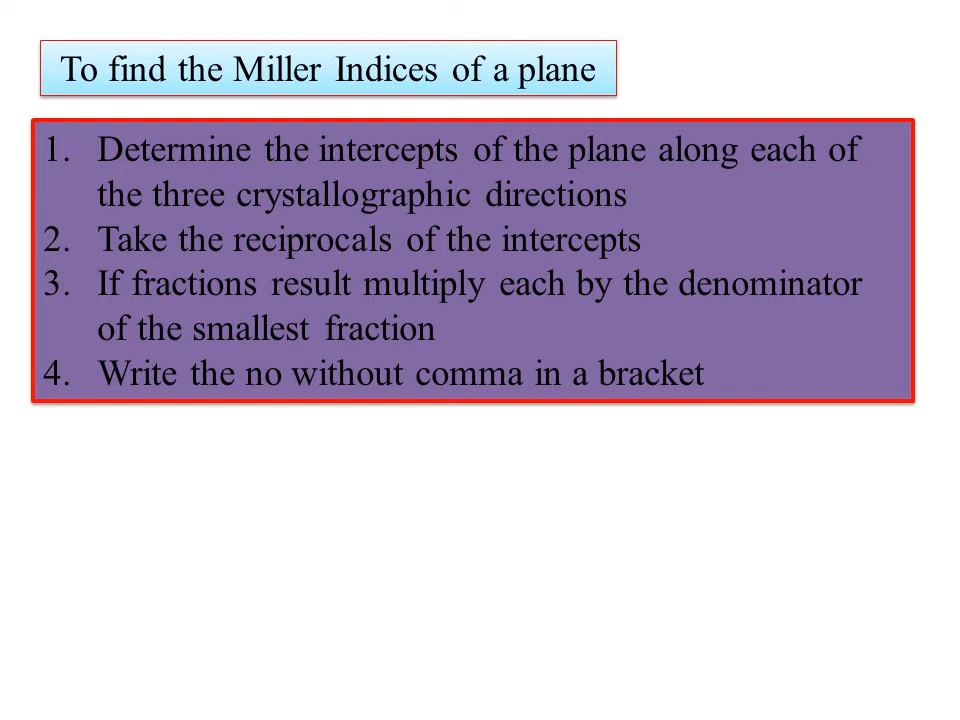 To find the Miller Indices of a plane
1. Determine the intercepts of the plane along each of
the three crystallographic directions
2. Take the reciprocals of the intercepts
3. If fractions result multiply each by the denominator
of the smallest fraction
4. Write the no without comma in a bracket